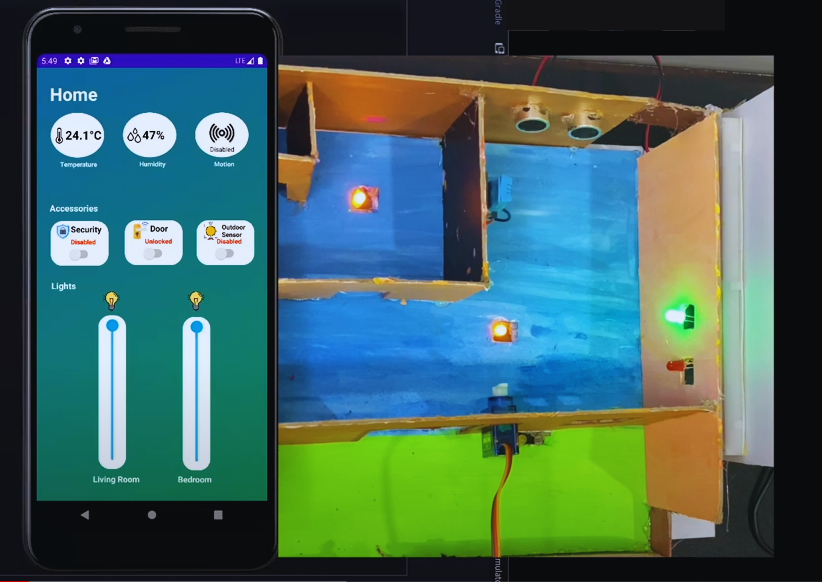 Gradle
5:49
LTE
Home
24.1°C
47%
Disabled
Temperature
Humidity
Motion
Accessories
Security
Disabled
Door
Unlocked
Outdoor
Sensor
Disabled
Lights
Living Room
Bedroom